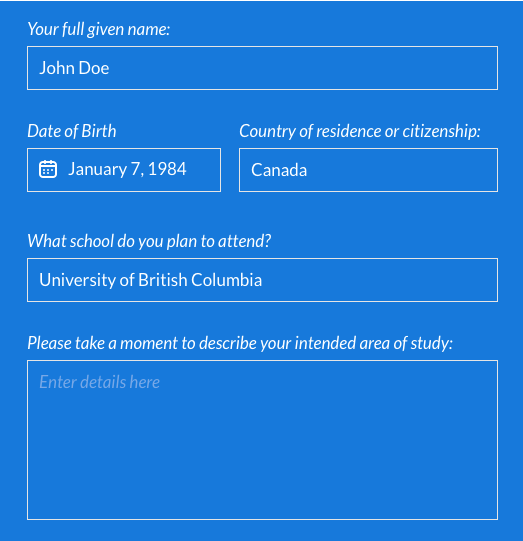 Your full given name:
John Doe
Date of Birth
Country of residence or citizenship:
January 7, 1984
Canada
What school do you plan to attend?
University of British Columbia
Please take a moment to describe your intended area of study:
Enter details here